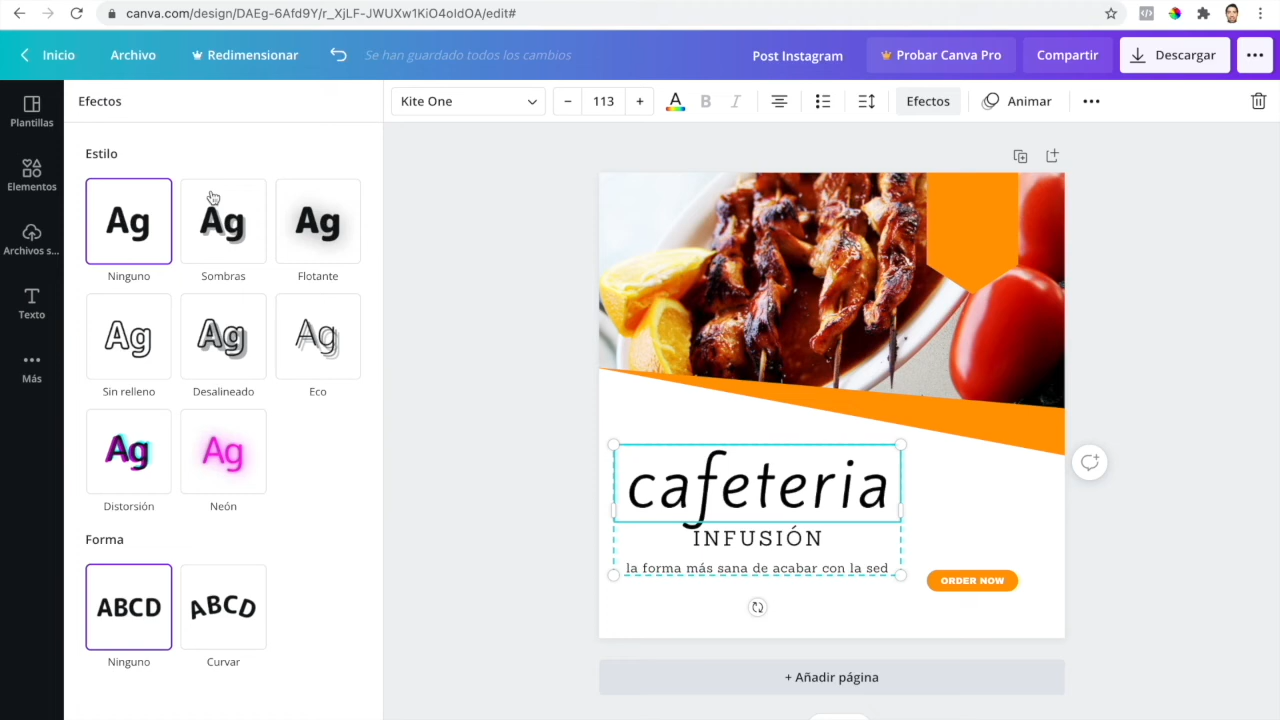 canva.com/design/DAEg-6Afd9Y/r_XjLF-JWUXw1KiO4oldOA/edit#
Inicio
Archivo
Redimensionar
Se han guardado todos los cambios
Post Instagram
Probar Canva Pro
Compartir
Descargar
Efectos
Kite One
– 113 +
A
B
I
Efectos
Animar
Plantillas
Elementos
Archivos s...
Texto
Más
Estilo
Ag
Ag
Ag
Ninguno
Sombras
Flotante
Ag
Ag
Ag
Sin relleno
Desalineado
Eco
Ag
Ag
Distorsión
Neón
Forma
ABCD
ABCD
Ninguno
Curvar
cafeteria
INFUSIÓN
la forma más sana de acabar con la sed
ORDER NOW
+ Añadir página